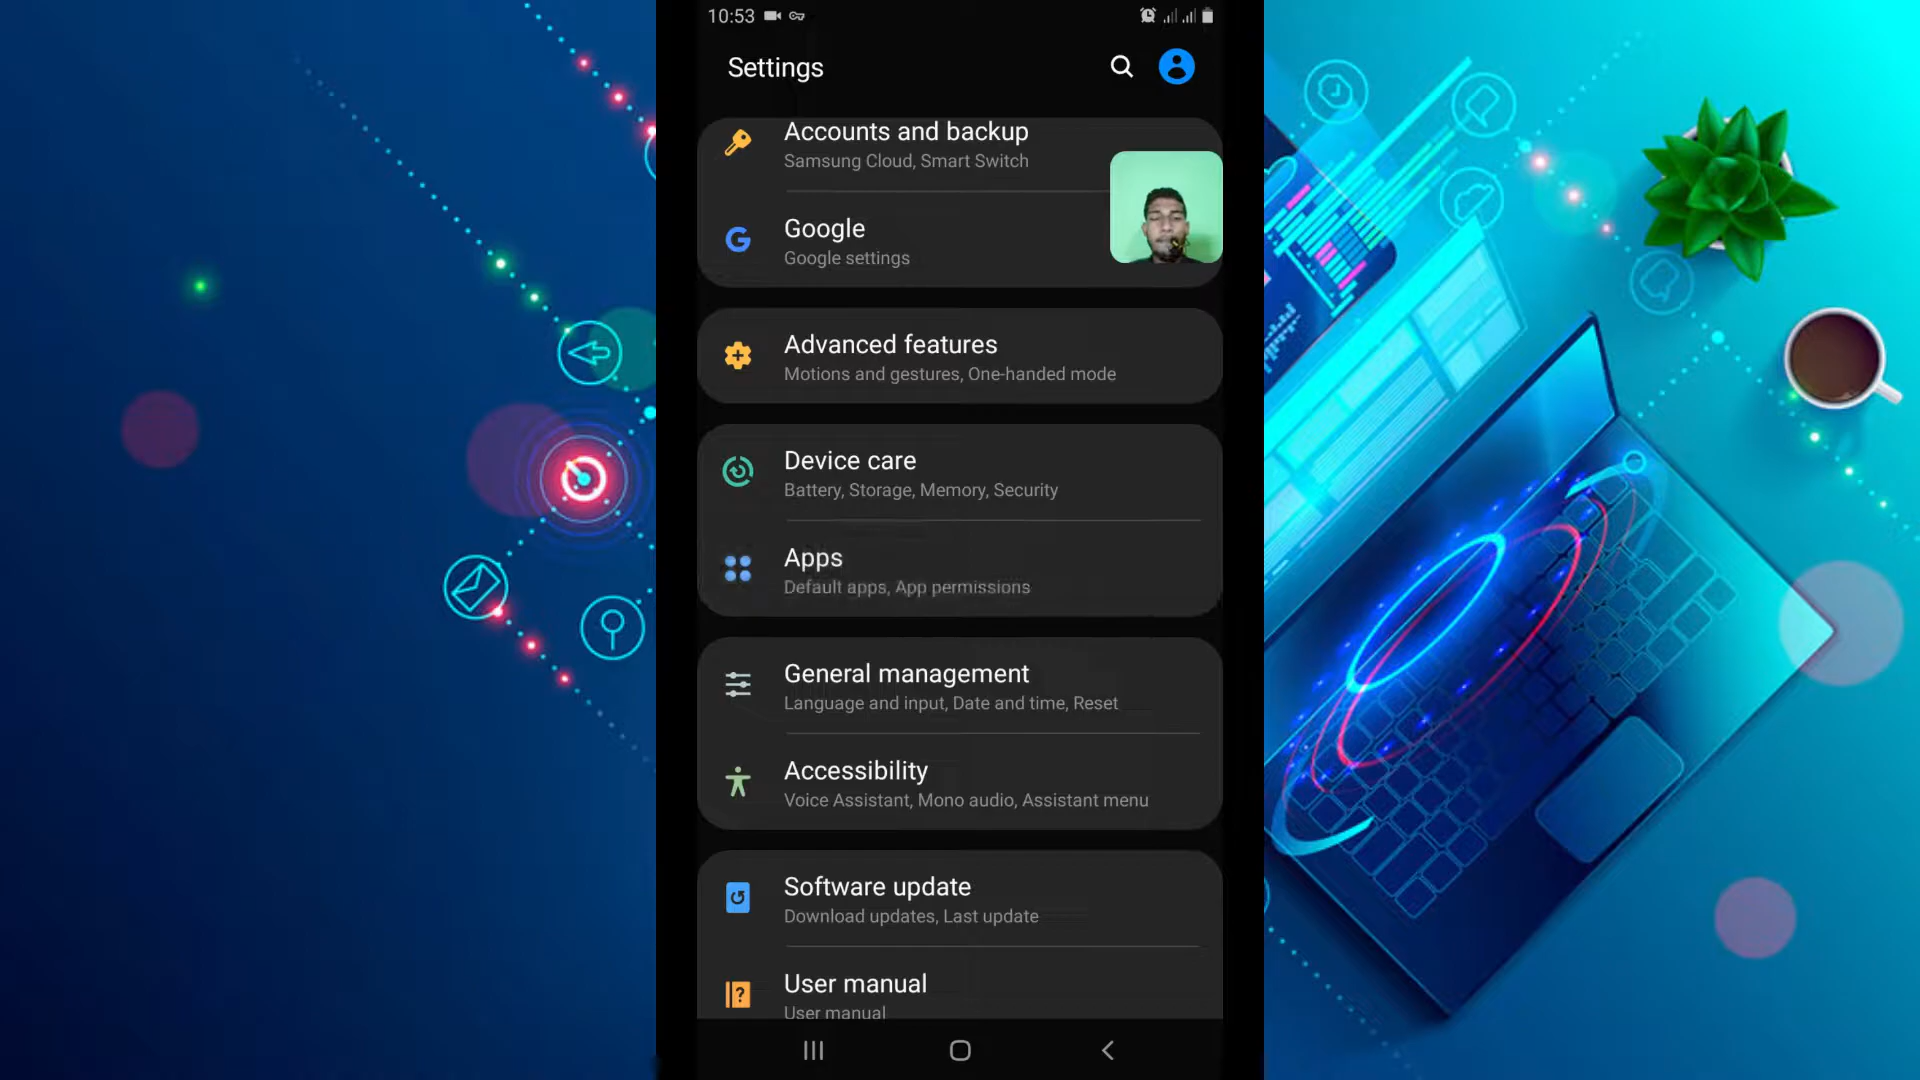 10:53
Settings
Accounts and backup
Samsung Cloud, Smart Switch
Google
Google settings
Advanced features
Motions and gestures, One-handed mode
Device care
Battery, Storage, Memory, Security
Apps
Default apps, App permissions
General management
Language and input, Date and time, Reset
Accessibility
Voice Assistant, Mono audio, Assistant menu
Software update
Download updates, Last update
User manual
User manual